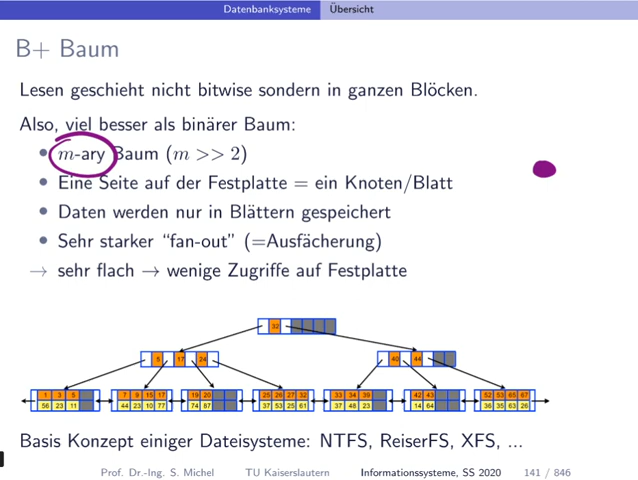 Datenbanksysteme Übersicht
B+ Baum
Lesen geschieht nicht bitwise sondern in ganzen Blöcken.
Also, viel besser als binärer Baum:
• m-ary Baum (m >> 2)
• Eine Seite auf der Festplatte = ein Knoten/Blatt
• Daten werden nur in Blättern gespeichert
• Sehr starker “fan-out” (=Ausfächerung)
→ sehr flach → wenige Zugriffe auf Festplatte
32
5 17 24 40 44
1 3 5 7 9 15 17 19 20 25 26 27 32 33 34 39 42 43 52 53 65 67
56 23 11 44 23 10 77 74 87 37 53 25 61 37 48 23 14 64 36 35 63 26
Basis Konzept einiger Dateisysteme: NTFS, ReiserFS, XFS, ...
Prof. Dr.-Ing. S. Michel TU Kaiserslautern Informationssysteme, SS 2020 141 / 846